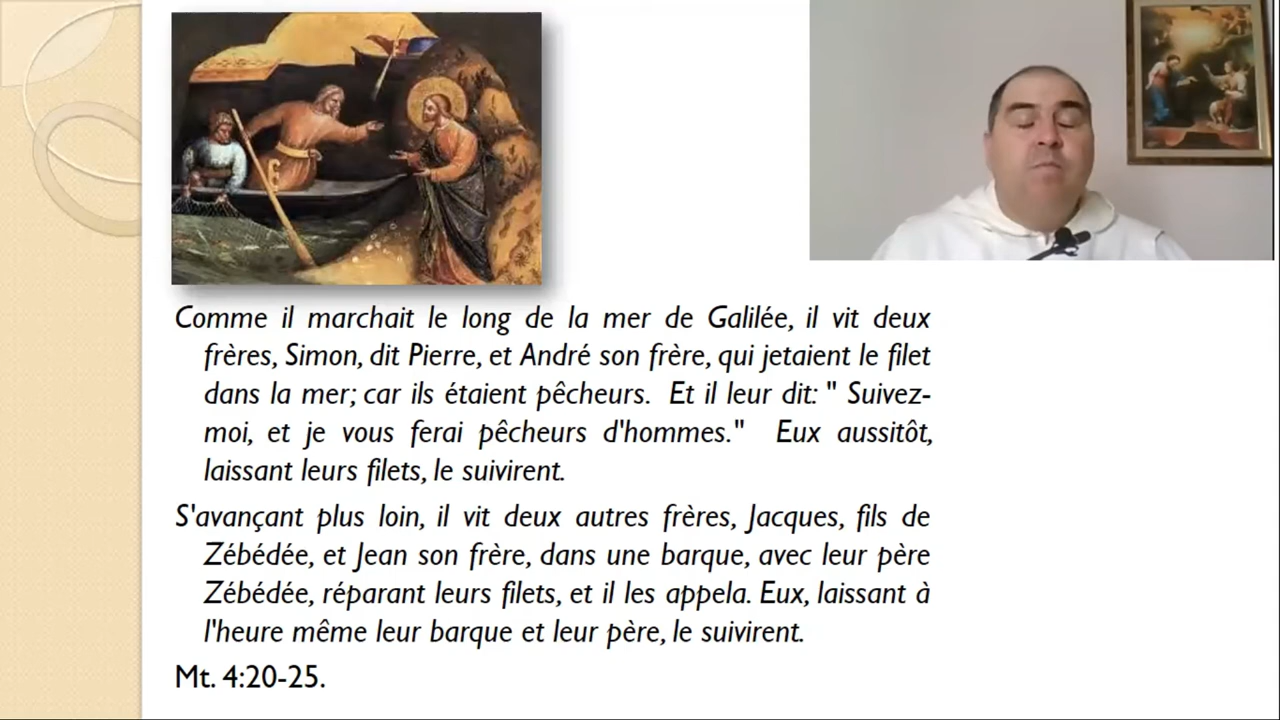 Comme il marchait le long de la mer de Galilée, il vit deux
frères, Simon, dit Pierre, et André son frère, qui jetaient le filet
dans la mer; car ils étaient pêcheurs.  Et il leur dit: " Suivez-
moi, et je vous ferai pêcheurs d'hommes."  Eux aussitôt,
laissant leurs filets, le suivirent.
S'avançant plus loin, il vit deux autres frères, Jacques, fils de
Zébédée, et Jean son frère, dans une barque, avec leur père
Zébédée, réparant leurs filets, et il les appela. Eux, laissant à
l'heure même leur barque et leur père, le suivirent.
Mt. 4:20-25.